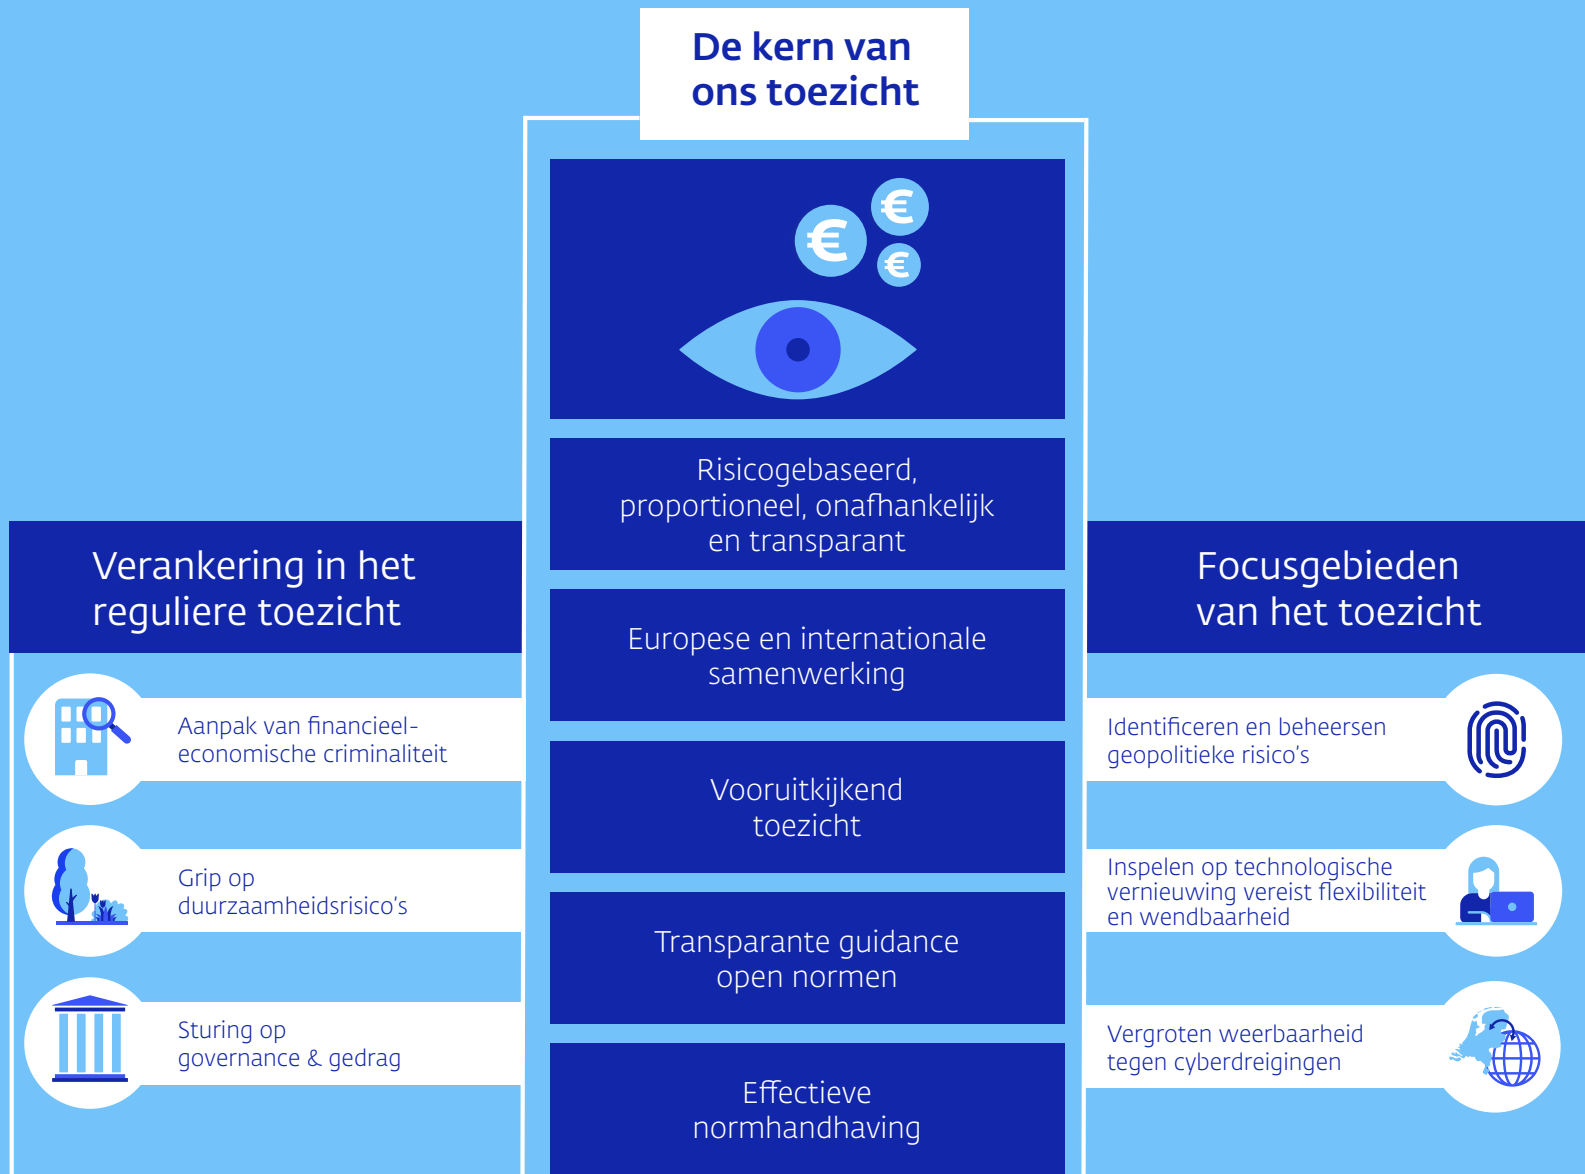 De kern van
ons toezicht
€
€
€
Risicogebaseerd,
proportioneel, onafhankelijk
en transparant
Europese en internationale
samenwerking
Vooruitkijkend
toezicht
Transparante guidance
open normen
Effectieve
normhandhaving
Verankering in het
reguliere toezicht
Aanpak van financieel-
economische criminaliteit
Grip op
duurzaamheidsrisico's
Sturing op
governance & gedrag
Focusgebieden
van het toezicht
Identificeren en beheersen
geopolitieke risico's
Inspelen op technologische
vernieuwing vereist flexibiliteit
en wendbaarheid
Vergroten weerbaarheid
tegen cyberdreigingen